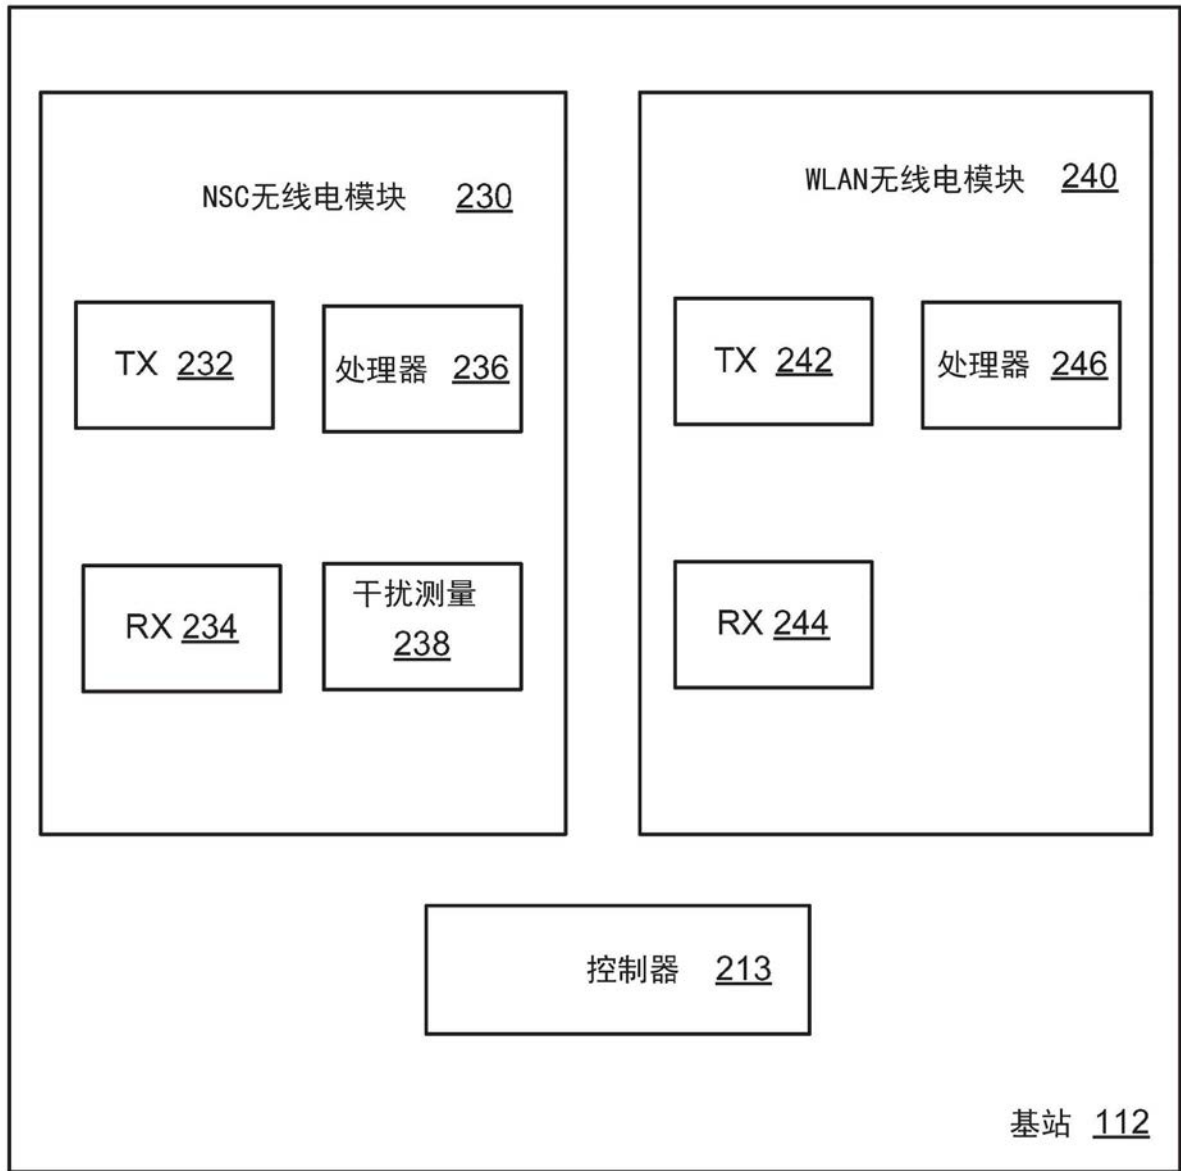 NSC无线电模块 230
WLAN无线电模块 240
TX 232
处理器 236
TX 242
处理器 246
RX 234
干扰测量
238
RX 244
控制器 213
基站 112